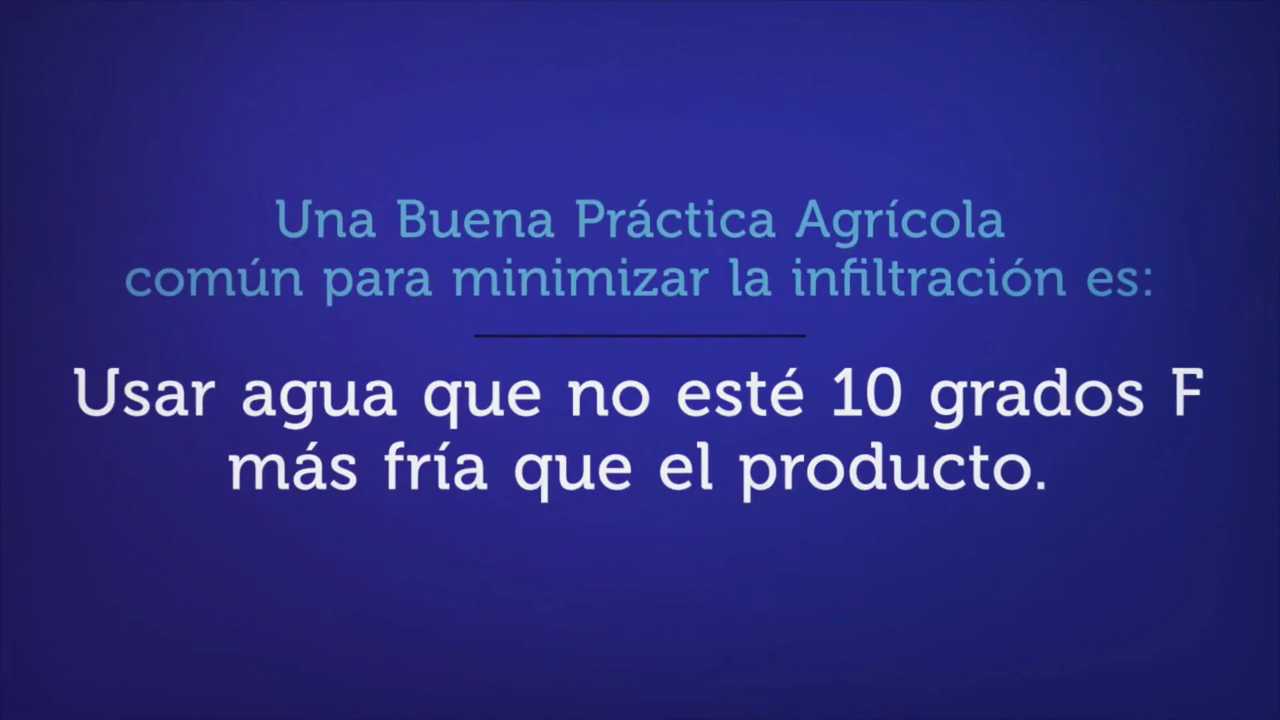 Una Buena Práctica Agrícola
común para minimizar la infiltración es:
Usar agua que no esté 10 grados F
más fría que el producto.